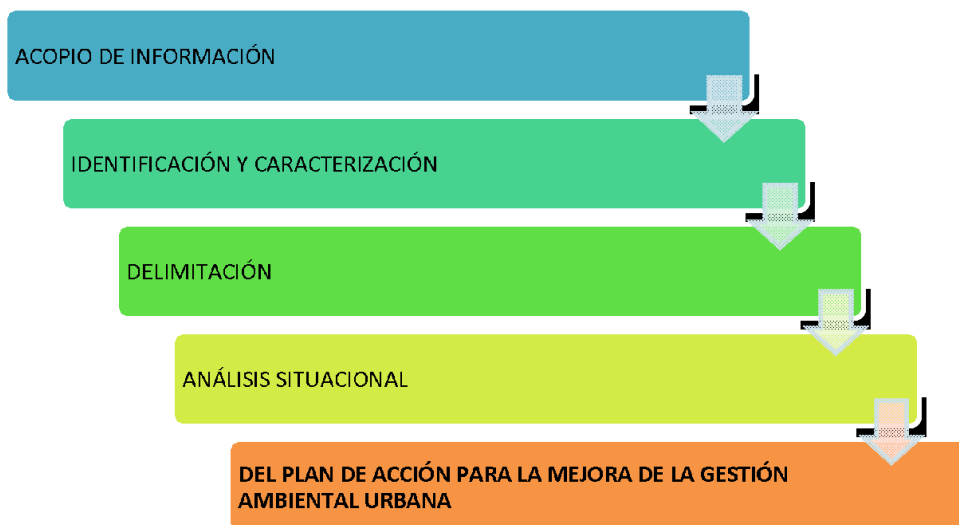 ACOPIO DE INFORMACIÓN
IDENTIFICACIÓN Y CARACTERIZACIÓN
DELIMITACIÓN
ANÁLISIS SITUACIONAL
DEL PLAN DE ACCIÓN PARA LA MEJORA DE LA GESTIÓN
AMBIENTAL URBANA